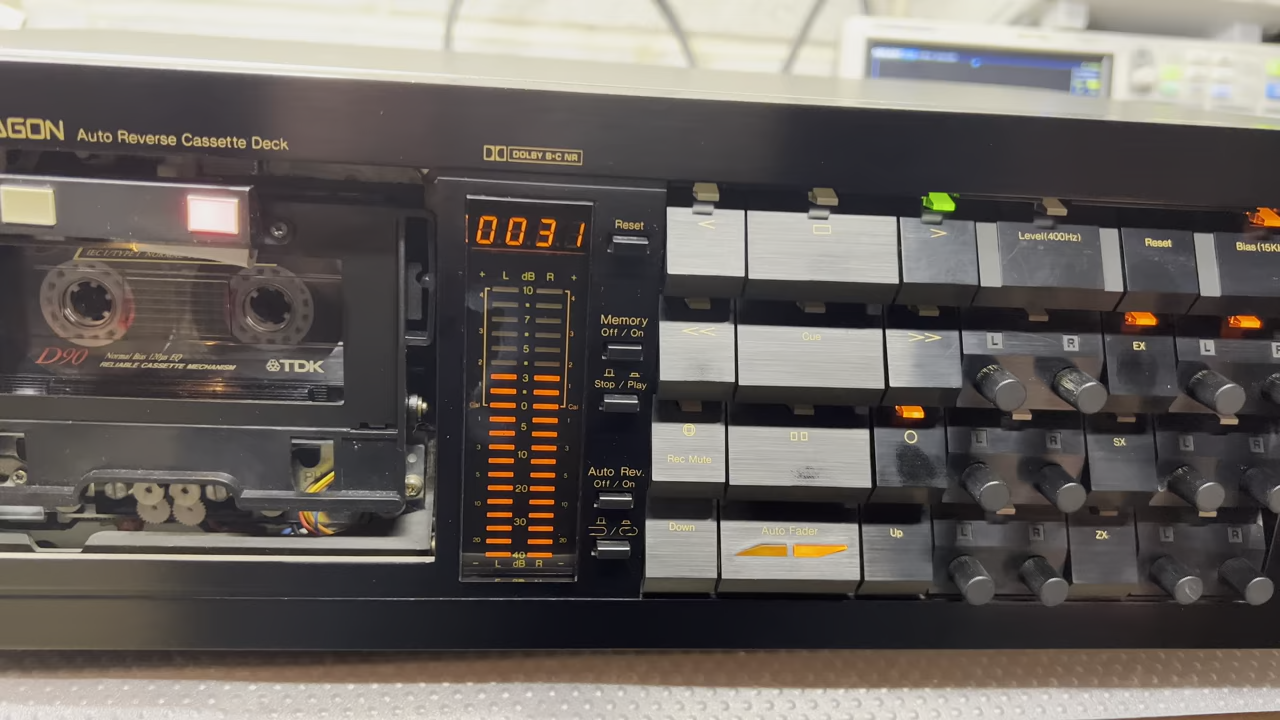 AGON Auto Reverse Cassette Deck
DOLBY B·C NR
0031
Reset
+ L dB R +
10
7
5
3
0
5
10
20
30
40
- L dB R -
Cal
Cal
Memory
Off / On
Stop / Play
Auto Rev.
Off / On
<
>
Level(400Hz)
Reset
Bias(15K
<<
Cue
>>
L R
EX
L
Rec Mute
L R
SX
L R
Down
Auto Fader
Up
L R
ZX
L R
D90
Normal Bias 120µs EQ
RELIABLE CASSETTE MECHANISM
TDK